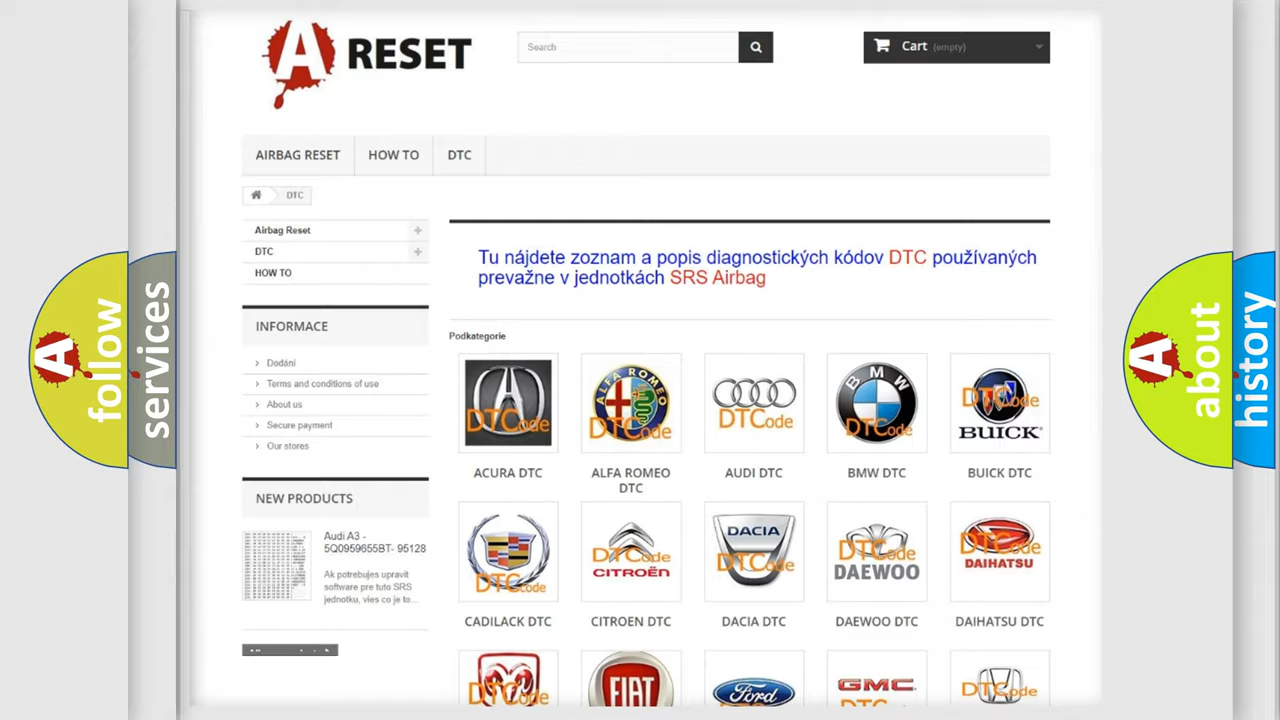 A RESET
Search
Cart (empty)
AIRBAG RESET
HOW TO
DTC
DTC
Airbag Reset
DTC
HOW TO
INFORMACE
Dodání
Terms and conditions of use
About us
Secure payment
Our stores
NEW PRODUCTS
Audi A3 -
5Q0959655BT- 95128
Ak potrebujes upravit
software pre tuto SRS
jednotku, vies co je to...
Tu nájdete zoznam a popis diagnostických kódov DTC používaných
prevažne v jednotkách SRS Airbag
Podkategorie
DTCode
ACURA DTC
ALFA ROMEO
DTCode
ALFA ROMEO
DTC
DTCode
AUDI DTC
BMW
DTCode
BMW DTC
DTCode
BUICK
BUICK DTC
DTCode
CADILACK DTC
DTCode
CITROËN
CITROEN DTC
DACIA
DTCode
DACIA DTC
DTCode
DAEWOO
DAEWOO DTC
DTCode
DAIHATSU
DAIHATSU DTC
DTCode
FIAT
Ford
GMC
DTCode
A follow
services
A about
history